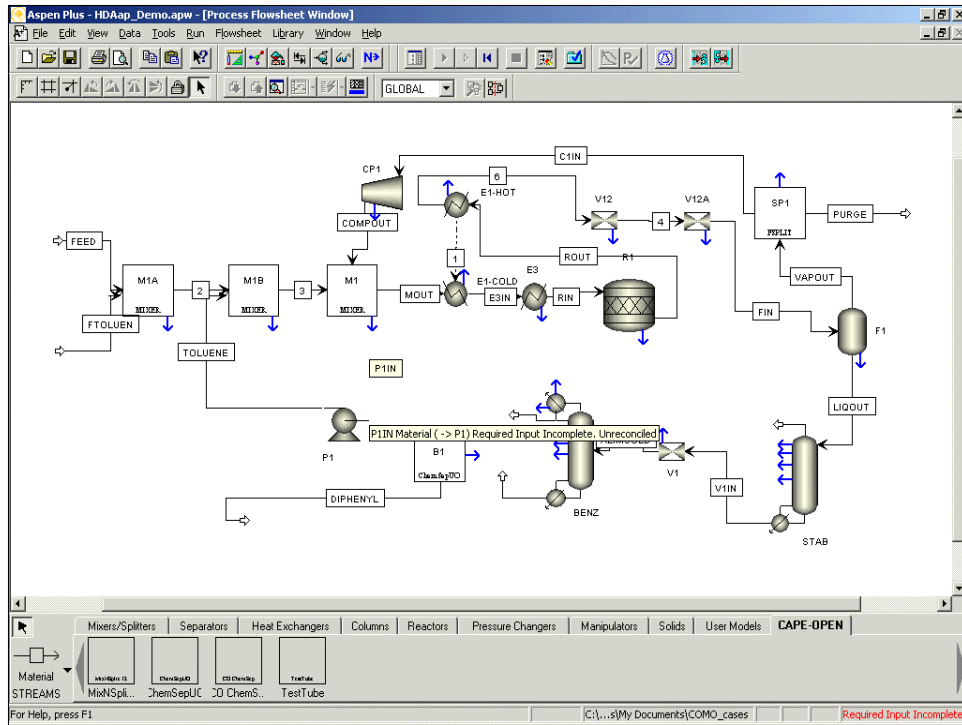 Aspen Plus - HDAap_Demo.apw - [Process Flowsheet Window]
File Edit View Data Tools Run Flowsheet Library Window Help
N»
GLOBAL
C1IN
CP1
6
E1-HOT
V12
V12A
SP1
FSPLIT
PURGE
COMPOUT
4
FEED
1
ROUT
R1
VAPOUT
M1A
MIXER
2
M1B
MIXER
3
M1
MIXER
MOUT
E1-COLD
E3IN
E3
RIN
FIN
F1
FTOLUEN
TOLUENE
P1IN
LIQOUT
P1IN Material ( -> P1) Required Input Incomplete. Unreconciled
P1
B1
ChemSepUO
V1
V1IN
DIPHENYL
BENZ
STAB
Mixers/Splitters Separators Heat Exchangers Columns Reactors Pressure Changers Manipulators Solids User Models CAPE-OPEN
Material
STREAMS
ChemSepUO
CO ChemSep
TestTube
MixNSpli... ChemSepUO CO ChemS... TestTube
For Help, press F1
C:\...s\My Documents\COMO_cases
Required Input Incomplete